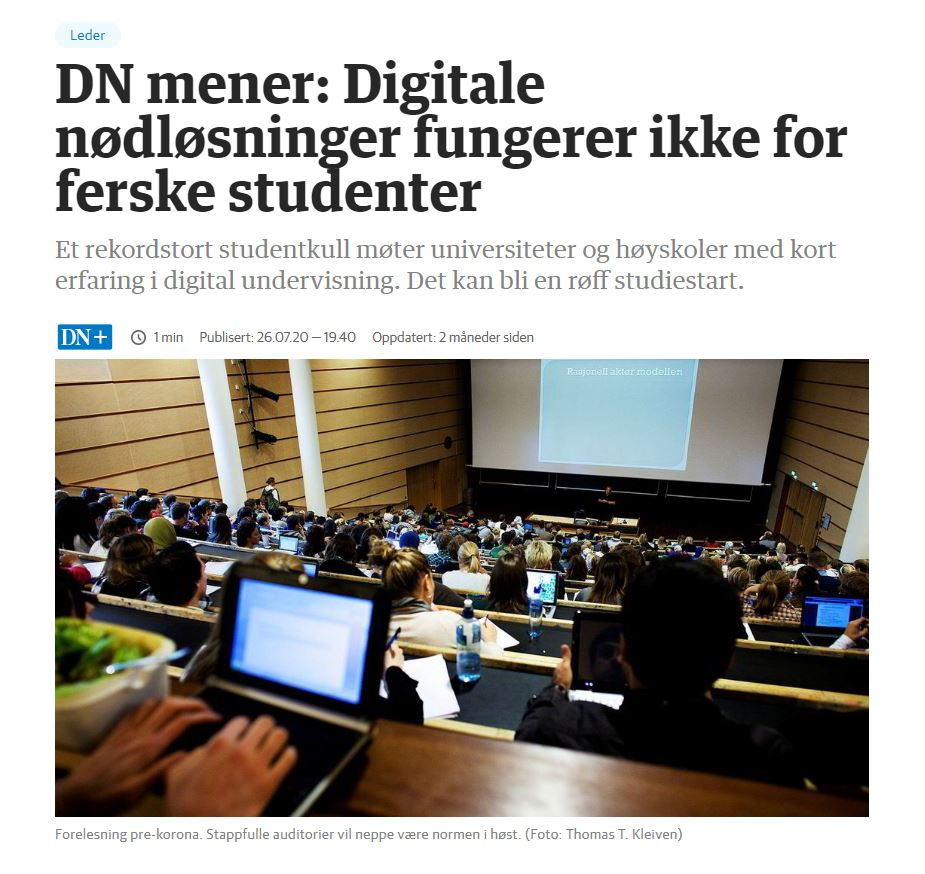 Leder
DN mener: Digitale
nødløsninger fungerer ikke for
ferske studenter
Et rekordstort studentkull møter universiteter og høyskoler med kort
erfaring i digital undervisning. Det kan bli en røff studiestart.
DN+ 1 min Publisert: 26.07.20 – 19.40 Oppdatert: 2 måneder siden
Rasjonell aktør modellen
Forelesning pre-korona. Stappfulle auditorier vil neppe være normen i høst. (Foto: Thomas T. Kleiven)